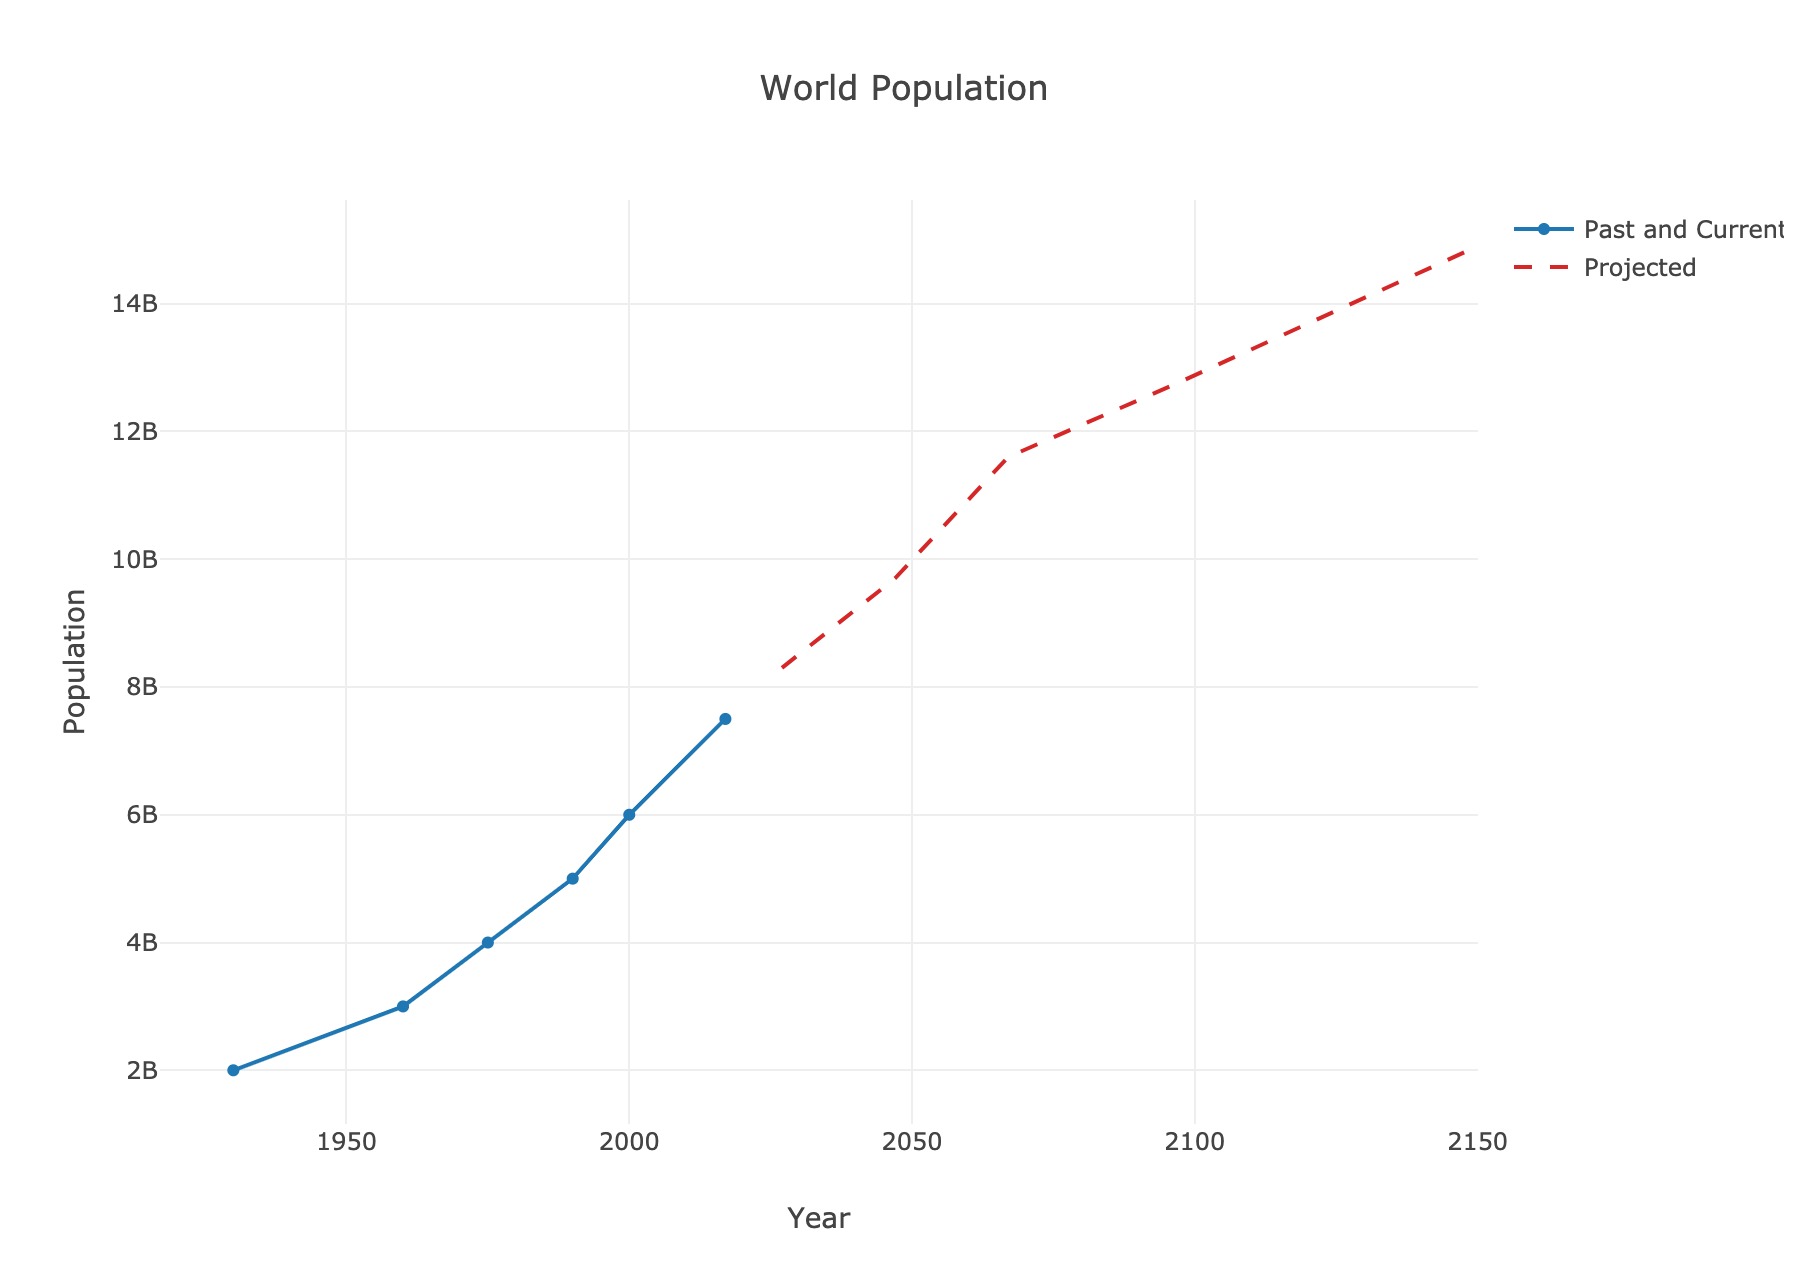 World Population
Past and Current
Projected
14B
12B
10B
8B
6B
4B
2B
Population
1950
2000
2050
2100
2150
Year